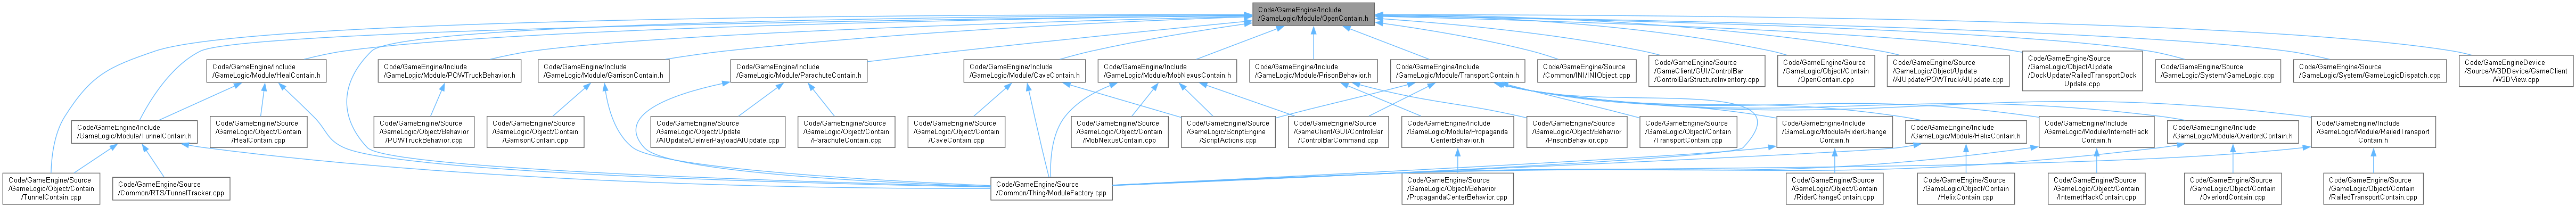 Code/GameEngine/Include
/GameLogic/Module/OpenContain.h
Code/GameEngine/Include
/GameLogic/Module/HealContain.h
Code/GameEngine/Include
/GameLogic/Module/POWTruckBehavior.h
Code/GameEngine/Include
/GameLogic/Module/GarrisonContain.h
Code/GameEngine/Include
/GameLogic/Module/ParachuteContain.h
Code/GameEngine/Include
/GameLogic/Module/CaveContain.h
Code/GameEngine/Include
/GameLogic/Module/MobNexusContain.h
Code/GameEngine/Include
/GameLogic/Module/PrisonBehavior.h
Code/GameEngine/Include
/GameLogic/Module/TransportContain.h
Code/GameEngine/Source
/Common/INI/INIObject.cpp
Code/GameEngine/Source
/GameClient/GUI/ControlBar
/ControlBarStructureInventory.cpp
Code/GameEngine/Source
/GameLogic/Object/Contain
/OpenContain.cpp
Code/GameEngine/Source
/GameLogic/Object/Update
/AIUpdate/POWTruckAIUpdate.cpp
Code/GameEngine/Source
/GameLogic/Object/Update
/DockUpdate/RailedTransportDock
Update.cpp
Code/GameEngine/Source
/GameLogic/System/GameLogic.cpp
Code/GameEngine/Source
/GameLogic/System/GameLogicDispatch.cpp
Code/GameEngineDevice
/Source/W3DDevice/GameClient
/W3DView.cpp
Code/GameEngine/Include
/GameLogic/Module/TunnelContain.h
Code/GameEngine/Source
/GameLogic/Object/Contain
/HealContain.cpp
Code/GameEngine/Source
/GameLogic/Object/Behavior
/POWTruckBehavior.cpp
Code/GameEngine/Source
/GameLogic/Object/Contain
/GarrisonContain.cpp
Code/GameEngine/Source
/GameLogic/Object/Update
/AIUpdate/DeliverPayloadAIUpdate.cpp
Code/GameEngine/Source
/GameLogic/Object/Contain
/ParachuteContain.cpp
Code/GameEngine/Source
/GameLogic/Object/Contain
/CaveContain.cpp
Code/GameEngine/Source
/GameLogic/Object/Contain
/MobNexusContain.cpp
Code/GameEngine/Source
/GameLogic/ScriptEngine
/ScriptActions.cpp
Code/GameEngine/Source
/GameClient/GUI/ControlBar
/ControlBarCommand.cpp
Code/GameEngine/Include
/GameLogic/Module/Propaganda
CenterBehavior.h
Code/GameEngine/Source
/GameLogic/Object/Behavior
/PrisonBehavior.cpp
Code/GameEngine/Source
/GameLogic/Object/Contain
/TransportContain.cpp
Code/GameEngine/Include
/GameLogic/Module/RiderChange
Contain.h
Code/GameEngine/Include
/GameLogic/Module/HelixContain.h
Code/GameEngine/Include
/GameLogic/Module/InternetHack
Contain.h
Code/GameEngine/Include
/GameLogic/Module/OverlordContain.h
Code/GameEngine/Include
/GameLogic/Module/RailedTransport
Contain.h
Code/GameEngine/Source
/GameLogic/Object/Contain
/TunnelContain.cpp
Code/GameEngine/Source
/Common/RTS/TunnelTracker.cpp
Code/GameEngine/Source
/Common/Thing/ModuleFactory.cpp
Code/GameEngine/Source
/GameLogic/Object/Behavior
/PropagandaCenterBehavior.cpp
Code/GameEngine/Source
/GameLogic/Object/Contain
/RiderChangeContain.cpp
Code/GameEngine/Source
/GameLogic/Object/Contain
/HelixContain.cpp
Code/GameEngine/Source
/GameLogic/Object/Contain
/InternetHackContain.cpp
Code/GameEngine/Source
/GameLogic/Object/Contain
/OverlordContain.cpp
Code/GameEngine/Source
/GameLogic/Object/Contain
/RailedTransportContain.cpp